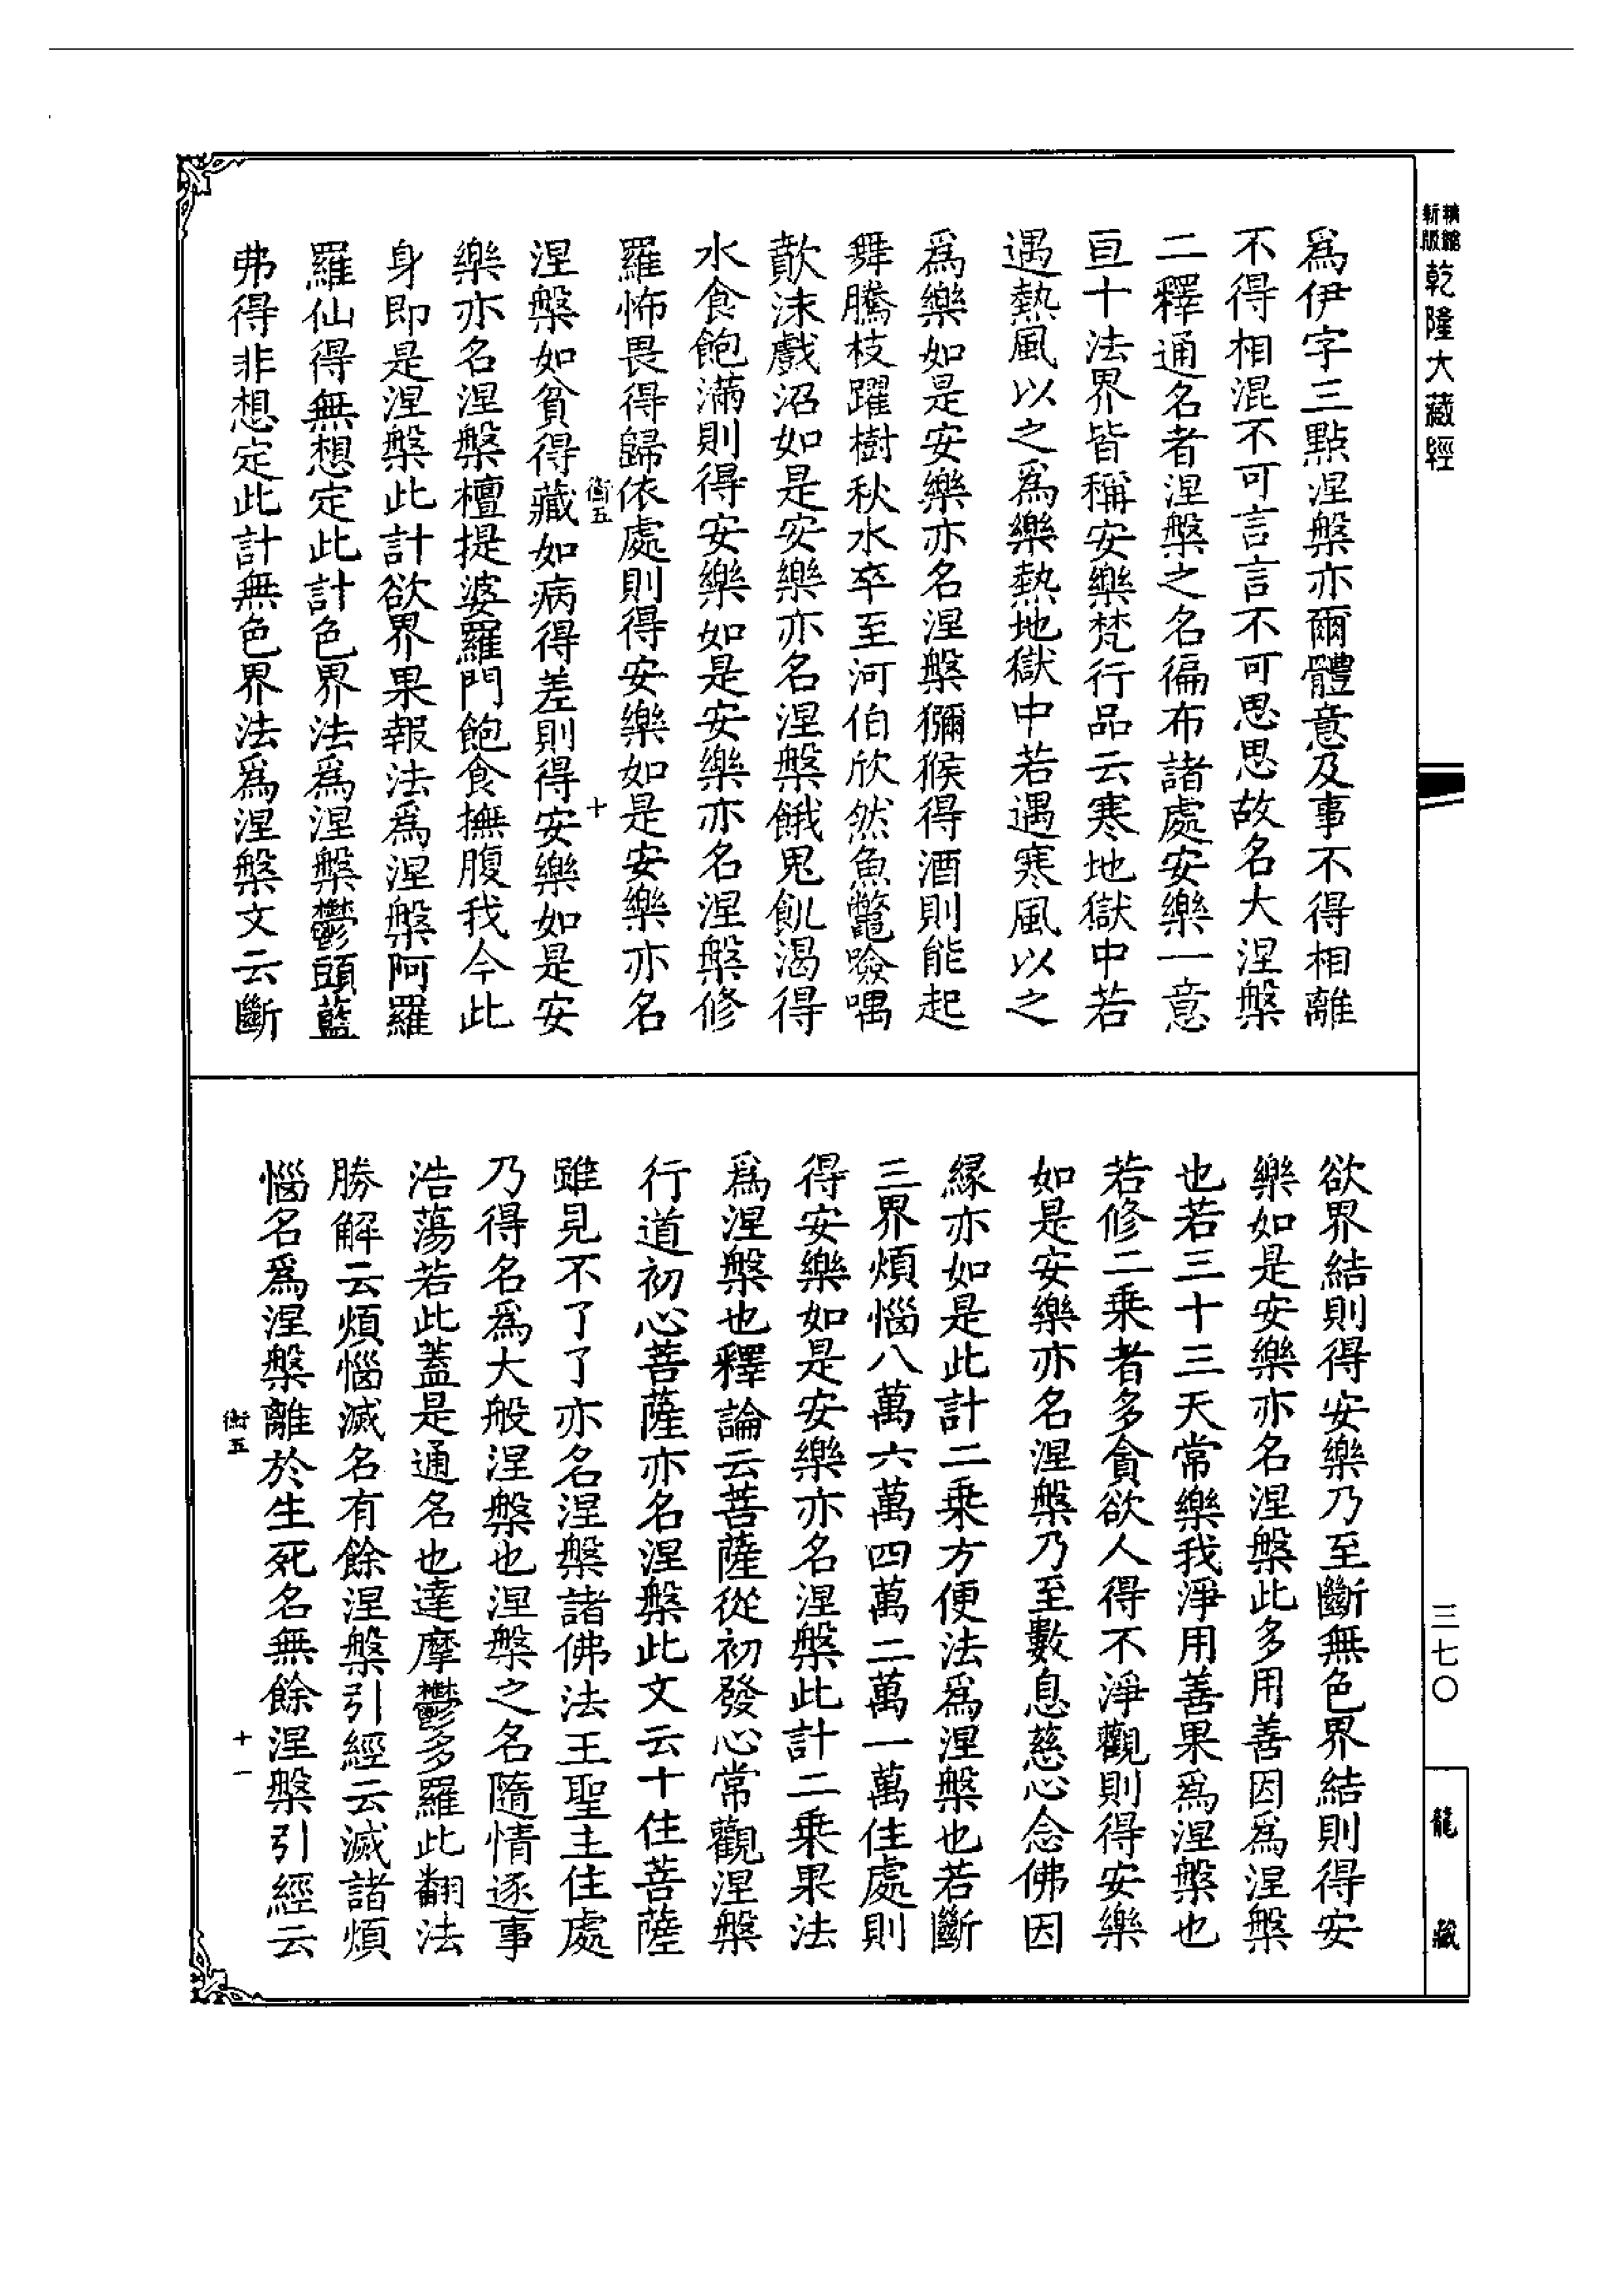 乾隆大藏經
爲伊字三點涅槃亦爾體意及事不得相離
不得相混不可言言不可思思故名大涅槃
二釋通名者涅槃之名徧布諸處安樂一意
亘十法界皆稱安樂梵行品云寒地獄中若
遇熱風以之爲樂熱地獄中若遇寒風以之
爲樂如是安樂亦名涅槃獼猴得酒則能起
舞騰枝躍樹秋水卒至河伯欣然魚鼈噞喁
歕沫戲沼如是安樂亦名涅槃餓鬼飢渴得
水食飽滿則得安樂如是安樂亦名涅槃修
羅怖畏得歸依處則得安樂如是安樂亦名
衡五
十
涅槃如貧得藏如病得差則得安樂如是安
樂亦名涅槃檀提婆羅門飽食撫腹我今此
身即是涅槃此計欲界果報法爲涅槃阿羅
羅仙得無想定此計色界法爲涅槃鬱頭藍
弗得非想定此計無色界法爲涅槃文云斷
欲界結則得安樂乃至斷無色界結則得安
樂如是安樂亦名涅槃此多用善因爲涅槃
也若三十三天常樂我淨用善果爲涅槃也
若修二乘者多貪欲人得不淨觀則得安樂
如是安樂亦名涅槃乃至數息慈心念佛因
緣亦如是此計二乘方便法爲涅槃也若斷
三界煩惱八萬六萬四萬二萬一萬住處則
得安樂如是安樂亦名涅槃此計二乘果法
爲涅槃也釋論云菩薩從初發心常觀涅槃
行道初心菩薩亦名涅槃此文云十住菩薩
雖見不了了亦名涅槃諸佛法王聖主住處
乃得名爲大般涅槃也涅槃之名隨情逐事
浩蕩若此蓋是通名也達摩鬱多羅此翻法
勝解云煩惱滅名有餘涅槃引經云滅諸煩
惱名爲涅槃離於生死名無餘涅槃引經云
衡五
十一
三七〇
龍藏